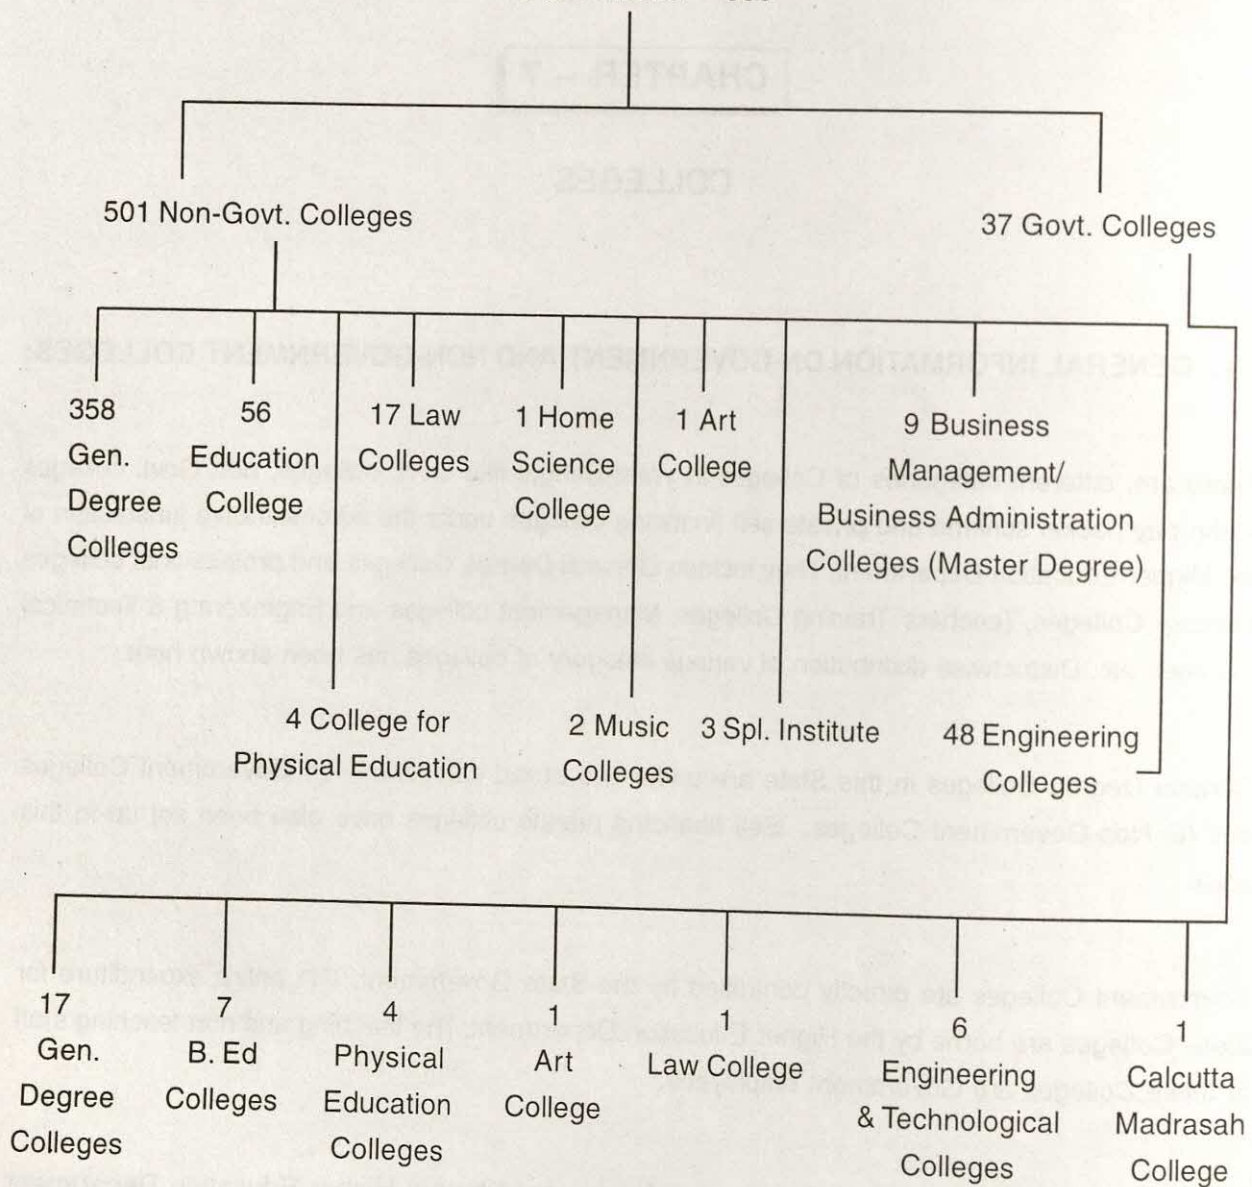 501 Non-Govt. Colleges
37 Govt. Colleges
358
Gen.
Degree
Colleges
56
Education
College
17 Law
Colleges
1 Home
Science
College
1 Art
College
9 Business
Management/
Business Administration
Colleges (Master Degree)
4 College for
Physical Education
2 Music
Colleges
3 Spl. Institute
48 Engineering
Colleges
17
Gen.
Degree
Colleges
7
B. Ed
Colleges
4
Physical
Education
Colleges
1
Art
College
1
Law College
6
Engineering
& Technological
Colleges
1
Calcutta
Madrasah
College